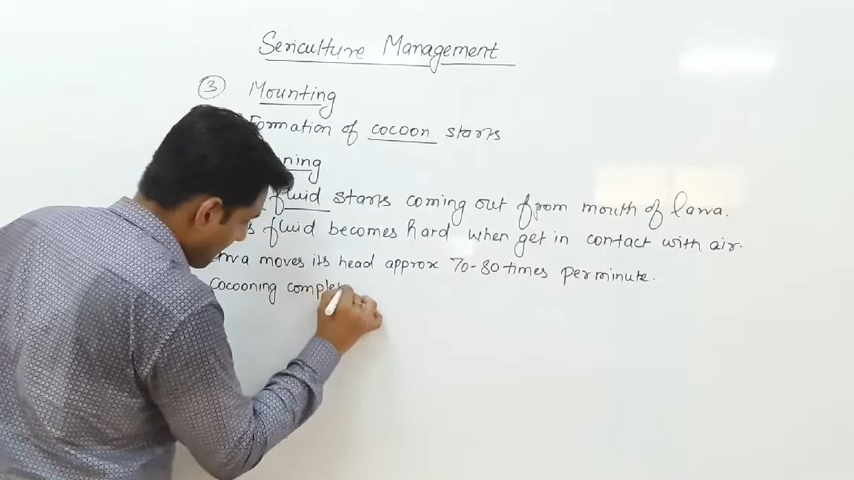 Sericulture Management
③ Mounting
Formation of cocoon starts
ning
fluid starts coming out from mouth of larva.
s fluid becomes hard when get in contact with air.
rva moves its head approx 70-80 times per minute.
Cocooning comple